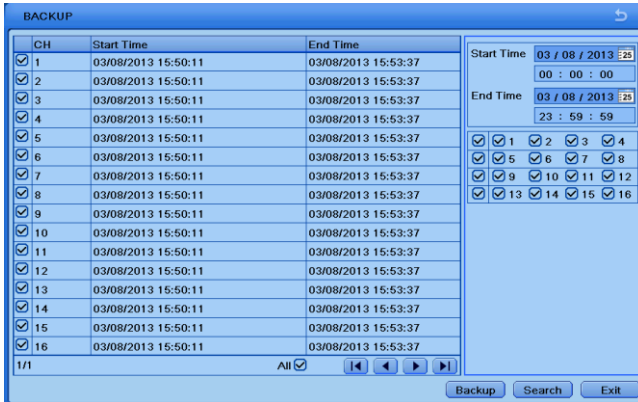 BACKUP
CH Start Time End Time
1 03/08/2013 15:50:11 03/08/2013 15:53:37
2 03/08/2013 15:50:11 03/08/2013 15:53:37
3 03/08/2013 15:50:11 03/08/2013 15:53:37
4 03/08/2013 15:50:11 03/08/2013 15:53:37
5 03/08/2013 15:50:11 03/08/2013 15:53:37
6 03/08/2013 15:50:11 03/08/2013 15:53:37
7 03/08/2013 15:50:11 03/08/2013 15:53:37
8 03/08/2013 15:50:11 03/08/2013 15:53:37
9 03/08/2013 15:50:11 03/08/2013 15:53:37
10 03/08/2013 15:50:11 03/08/2013 15:53:37
11 03/08/2013 15:50:11 03/08/2013 15:53:37
12 03/08/2013 15:50:11 03/08/2013 15:53:37
13 03/08/2013 15:50:11 03/08/2013 15:53:37
14 03/08/2013 15:50:11 03/08/2013 15:53:37
15 03/08/2013 15:50:11 03/08/2013 15:53:37
16 03/08/2013 15:50:11 03/08/2013 15:53:37
1/1 All
Start Time 03 / 08 / 2013 25
00 : 00 : 00
End Time 03 / 08 / 2013 25
23 : 59 : 59
1 2 3 4
5 6 7 8
9 10 11 12
13 14 15 16
Backup Search Exit